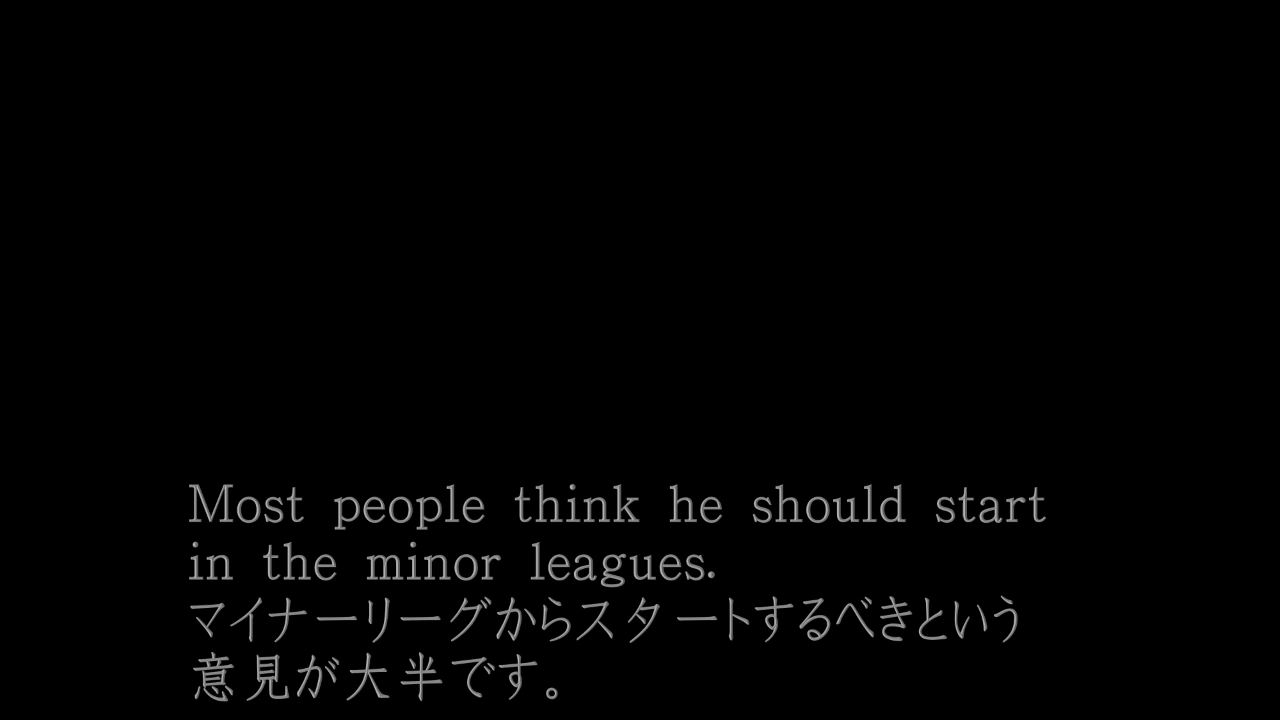 Most people think he should start
in the minor leagues.
マイナーリーグからスタートするべきという
意見が大半です。